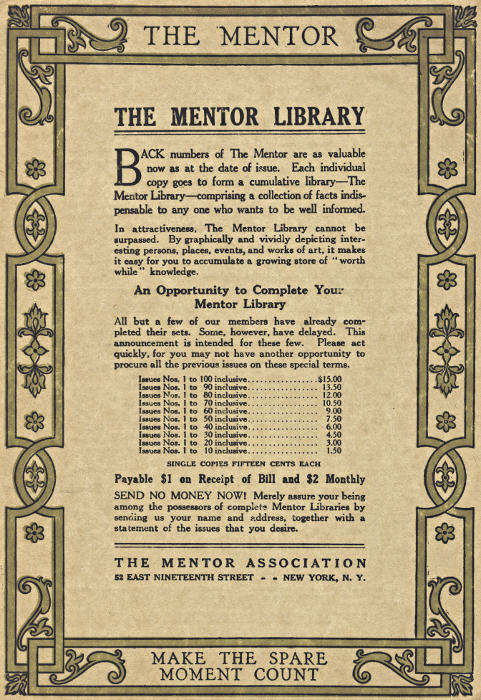 THE MENTOR
THE MENTOR LIBRARY
BACK numbers of The Mentor are as valuable
now as at the date of issue. Each individual
copy goes to form a cumulative library—The
Mentor Library—comprising a collection of facts indis-
pensable to any one who wants to be well informed.
In attractiveness, The Mentor Library cannot be
surpassed. By graphically and vividly depicting inter-
esting persons, places, events, and works of art, it makes
it easy for you to accumulate a growing store of "worth
while" knowledge.
An Opportunity to Complete Your
Mentor Library
All but a few of our members have already com-
pleted their sets. Some, however, have delayed. This
announcement is intended for these few. Please act
quickly, for you may not have another opportunity to
procure all the previous issues on these special terms.
Issues Nos. 1 to 100 inclusive.................$15.00
Issues Nos. 1 to 90 inclusive................. 13.50
Issues Nos. 1 to 80 inclusive................. 12.00
Issues Nos. 1 to 70 inclusive................. 10.50
Issues Nos. 1 to 60 inclusive................. 9.00
Issues Nos. 1 to 50 inclusive................. 7.50
Issues Nos. 1 to 40 inclusive................. 6.00
Issues Nos. 1 to 30 inclusive................. 4.50
Issues Nos. 1 to 20 inclusive................. 3.00
Issues Nos. 1 to 10 inclusive................. 1.50
SINGLE COPIES FIFTEEN CENTS EACH
Payable $1 on Receipt of Bill and $2 Monthly
SEND NO MONEY NOW! Merely assure your being
among the possessors of complete Mentor Libraries by
sending us your name and address, together with a
statement of the issues that you desire.
THE MENTOR ASSOCIATION
52 EAST NINETEENTH STREET - - NEW YORK, N. Y.
MAKE THE SPARE
MOMENT COUNT